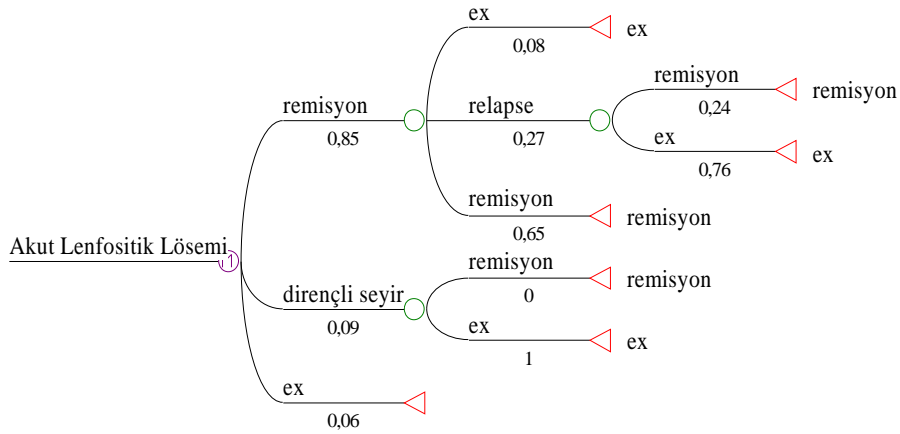 ex
0,08
ex
remisyon
0,24
remisyon
remisyon
0,85
relapse
0,27
ex
0,76
ex
remisyon
0,65
remisyon
Akut Lenfositik Lösemi
1
remisyon
0
remisyon
dirençli seyir
0,09
ex
1
ex
ex
0,06